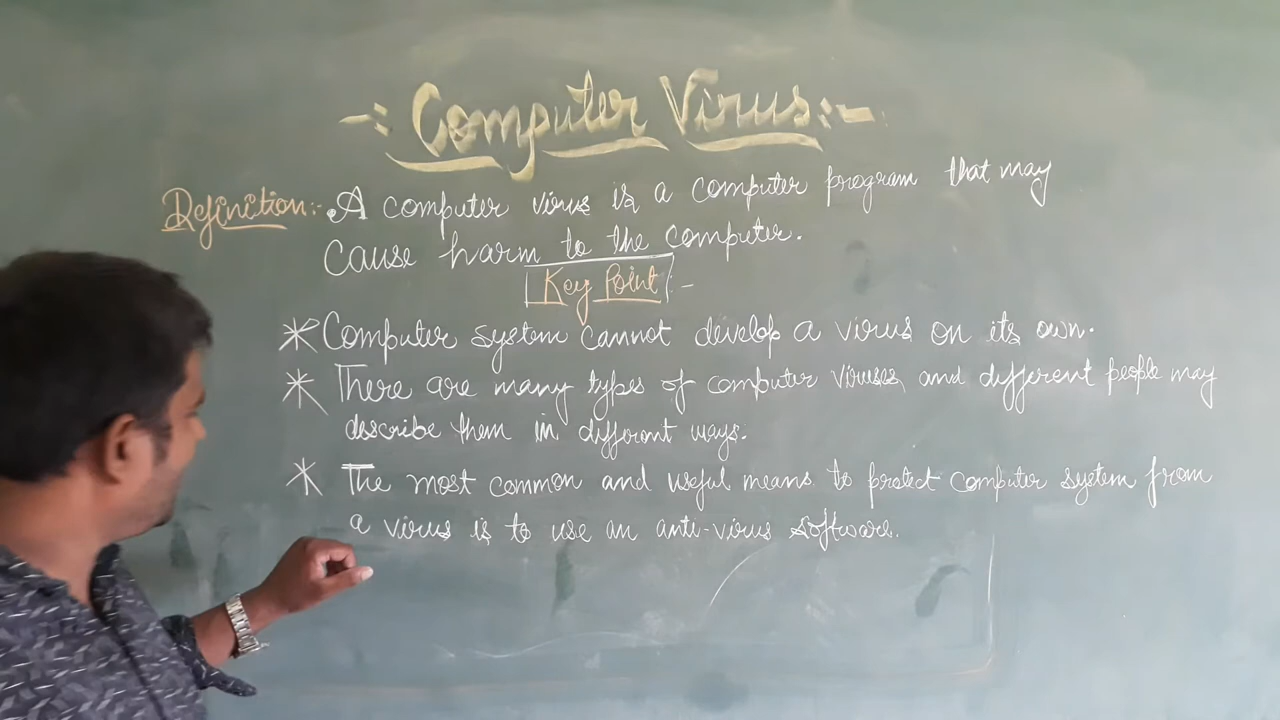 -: Computer Virus:-
Definition:- A computer virus is a computer program that may
cause harm to the computer.
Key Point:-
* Computer system cannot develop a virus on its own.
* There are many types of computer viruses, and different people may
describe them in different ways.
* The most common and useful means to protect computer system from
a virus is to use an anti-virus software.